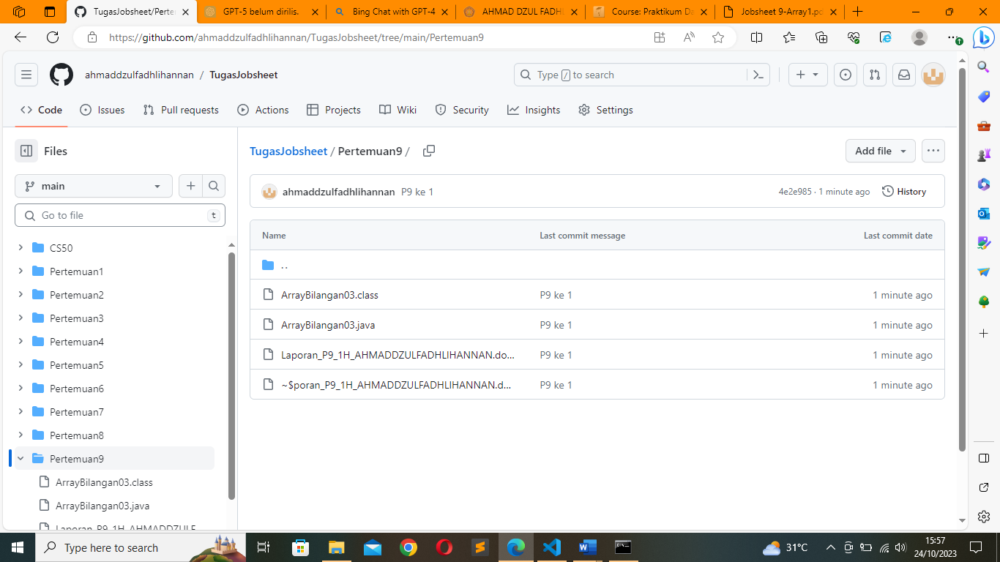 TugasJobsheet/Perte
GPT-5 belum dirilis.
Bing Chat with GPT-4
AHMAD DZUL FADHL
Course: Praktikum Da
Jobsheet 9-Array1.pd
https://github.com/ahmaddzulfadhlihannan/TugasJobsheet/tree/main/Pertemuan9
ahmaddzulfadhlihannan / TugasJobsheet
Type / to search
Code
Issues
Pull requests
Actions
Projects
Wiki
Security
Insights
Settings
Files
main
Go to file
t
CS50
Pertemuan1
Pertemuan2
Pertemuan3
Pertemuan4
Pertemuan5
Pertemuan6
Pertemuan7
Pertemuan8
Pertemuan9
ArrayBilangan03.class
ArrayBilangan03.java
Laporan_P9_1H_AHMADDZULF
TugasJobsheet / Pertemuan9 /
Add file
ahmaddzulfadhlihannan P9 ke 1
4e2e985 · 1 minute ago
History
Name Last commit message Last commit date
..
ArrayBilangan03.class P9 ke 1 1 minute ago
ArrayBilangan03.java P9 ke 1 1 minute ago
Laporan_P9_1H_AHMADDZULFADHLIHANNAN.do... P9 ke 1 1 minute ago
~$poran_P9_1H_AHMADDZULFADHLIHANNAN.d... P9 ke 1 1 minute ago
Type here to search
31°C
15:57
24/10/2023